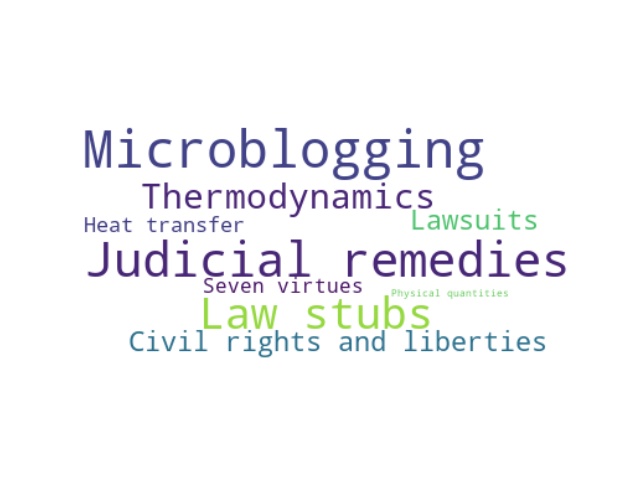 Microblogging
Thermodynamics
Heat transfer
Lawsuits
Judicial remedies
Seven virtues
Physical quantities
Law stubs
Civil rights and liberties